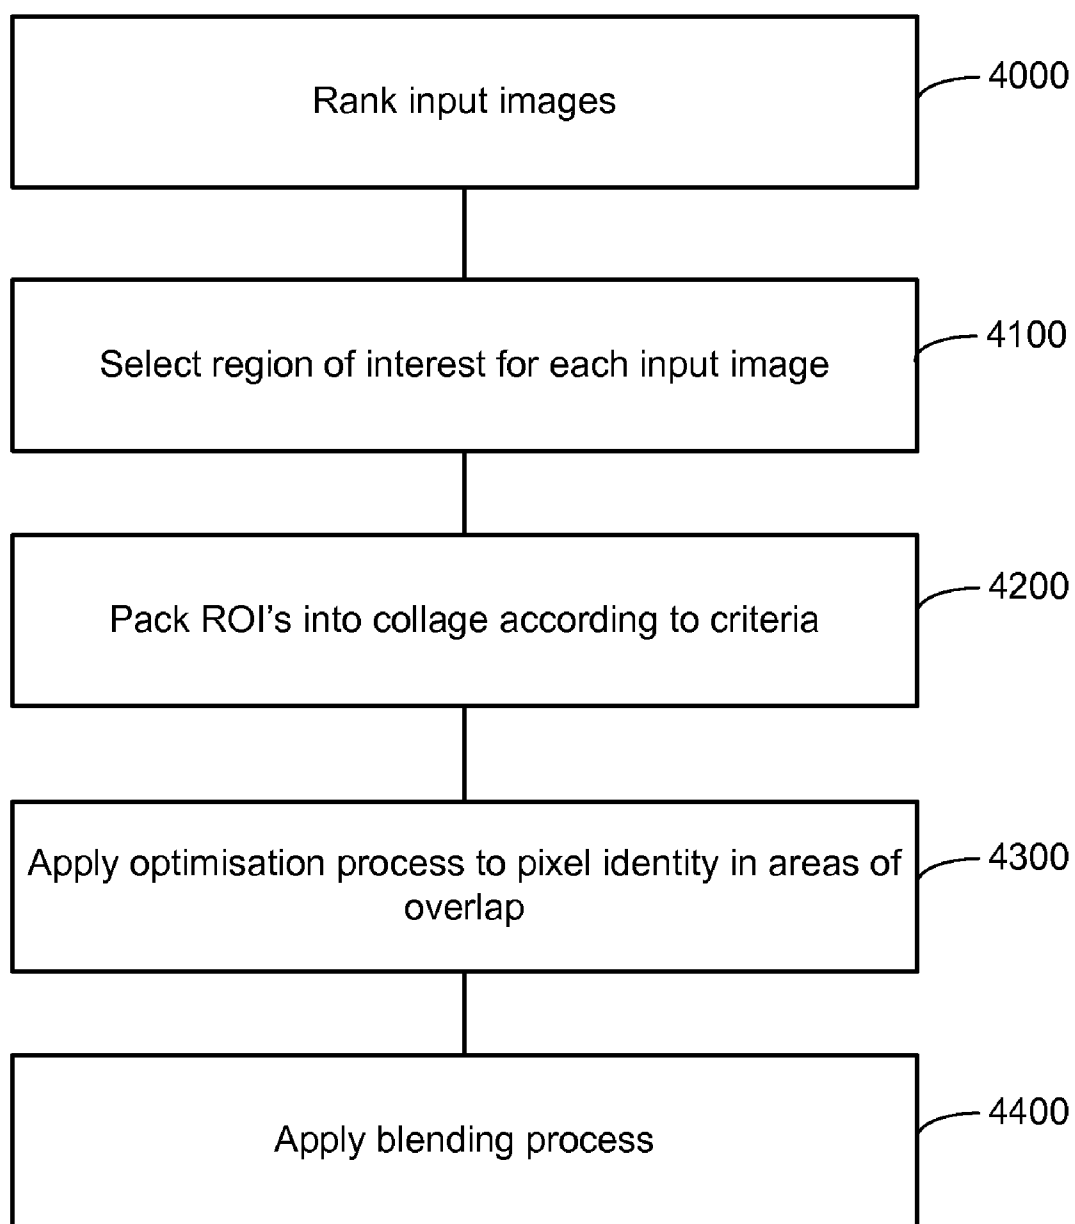 Rank input images
4000
Select region of interest for each input image
4100
Pack ROI's into collage according to criteria
4200
Apply optimisation process to pixel identity in areas of
overlap
4300
Apply blending process
4400